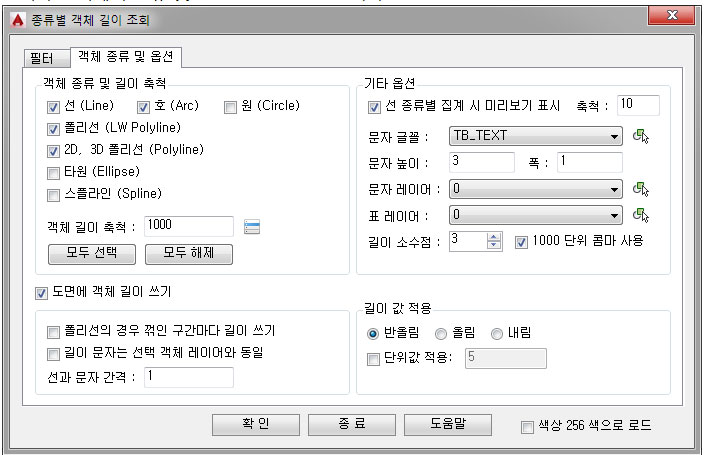 종류별 객체 길이 조회
필터
객체 종류 및 옵션
객체 종류 및 길이 축척
선 (Line)
호 (Arc)
원 (Circle)
폴리선 (LW Polyline)
2D, 3D 폴리선 (Polyline)
타원 (Ellipse)
스플라인 (Spline)
객체 길이 축척 : 1000
모두 선택
모두 해제
기타 옵션
선 종류별 집계 시 미리보기 표시
축척 : 10
문자 글꼴 : TB_TEXT
문자 높이 : 3
폭 : 1
문자 레이어 : 0
표 레이어 : 0
길이 소수점 : 3
1000 단위 콤마 사용
도면에 객체 길이 쓰기
폴리선의 경우 꺾인 구간마다 길이 쓰기
길이 문자는 선택 객체 레이어와 동일
선과 문자 간격 : 1
길이 값 적용
반올림
올림
내림
단위값 적용: 5
확 인
종 료
도움말
색상 256 색으로 로드